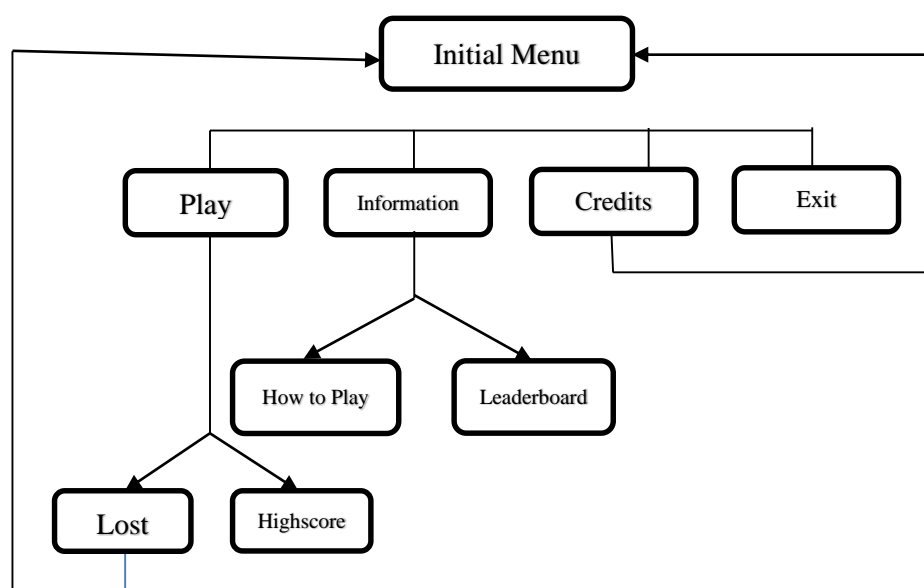 Initial Menu
Play
Information
Credits
Exit
How to Play
Leaderboard
Lost
Highscore